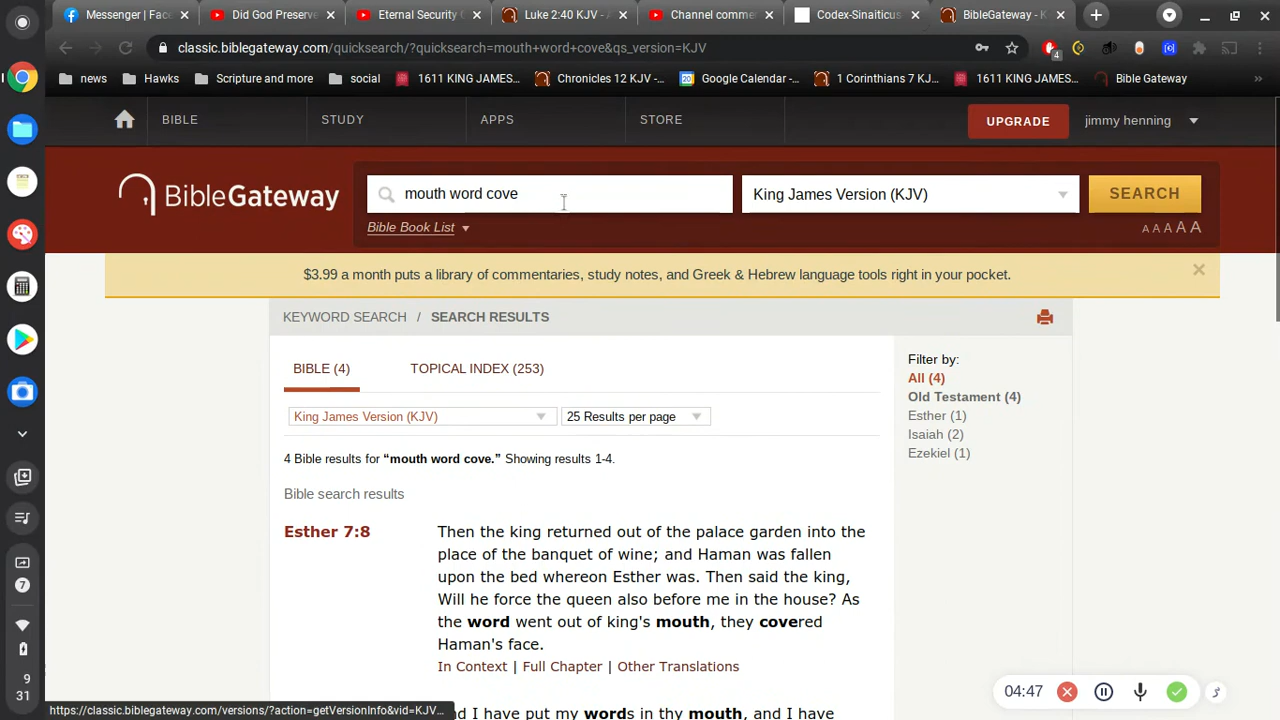 Messenger | Face
Did God Preserve
Eternal Security
Luke 2:40 KJV - A
Channel comme
Codex-Sinaiticus
BibleGateway - K
classic.biblegateway.com/quicksearch/?quicksearch=mouth+word+cove&qs_version=KJV
4
news
Hawks
Scripture and more
social
1611 KING JAMES...
Chronicles 12 KJV -...
20
Google Calendar -...
1 Corinthians 7 KJ...
1611 KING JAMES...
Bible Gateway
»
BIBLE
STUDY
APPS
STORE
UPGRADE
jimmy henning
BibleGateway
mouth word cove
King James Version (KJV)
SEARCH
Bible Book List
A A A A A
$3.99 a month puts a library of commentaries, study notes, and Greek & Hebrew language tools right in your pocket.
KEYWORD SEARCH / SEARCH RESULTS
BIBLE (4)
TOPICAL INDEX (253)
King James Version (KJV)
25 Results per page
4 Bible results for “mouth word cove.” Showing results 1-4.
Bible search results
Esther 7:8
Then the king returned out of the palace garden into the
place of the banquet of wine; and Haman was fallen
upon the bed whereon Esther was. Then said the king,
Will he force the queen also before me in the house? As
the word went out of king's mouth, they covered
Haman's face.
In Context | Full Chapter | Other Translations
And I have put my words in thy mouth, and I have
Filter by:
All (4)
Old Testament (4)
Esther (1)
Isaiah (2)
Ezekiel (1)
7
9
31
04:47
https://classic.biblegateway.com/versions/?action=getVersionInfo&vid=KJV...